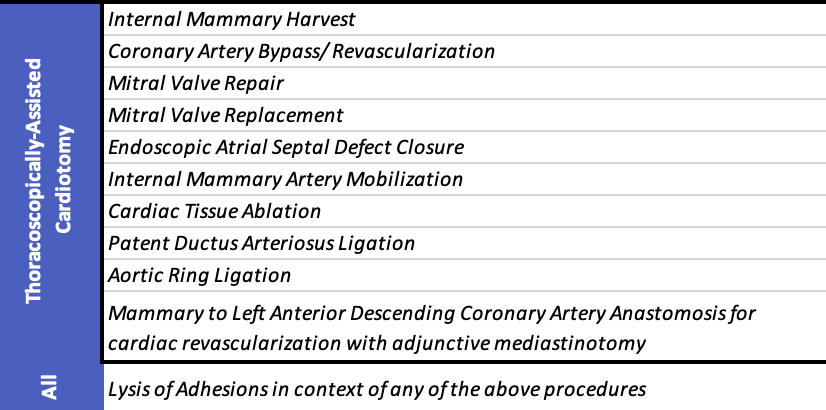 Thoracoscopically-Assisted
Cardiotomy
Internal Mammary Harvest
Coronary Artery Bypass/ Revascularization
Mitral Valve Repair
Mitral Valve Replacement
Endoscopic Atrial Septal Defect Closure
Internal Mammary Artery Mobilization
Cardiac Tissue Ablation
Patent Ductus Arteriosus Ligation
Aortic Ring Ligation
Mammary to Left Anterior Descending Coronary Artery Anastomosis for
cardiac revascularization with adjunctive mediastinotomy
All
Lysis of Adhesions in context of any of the above procedures